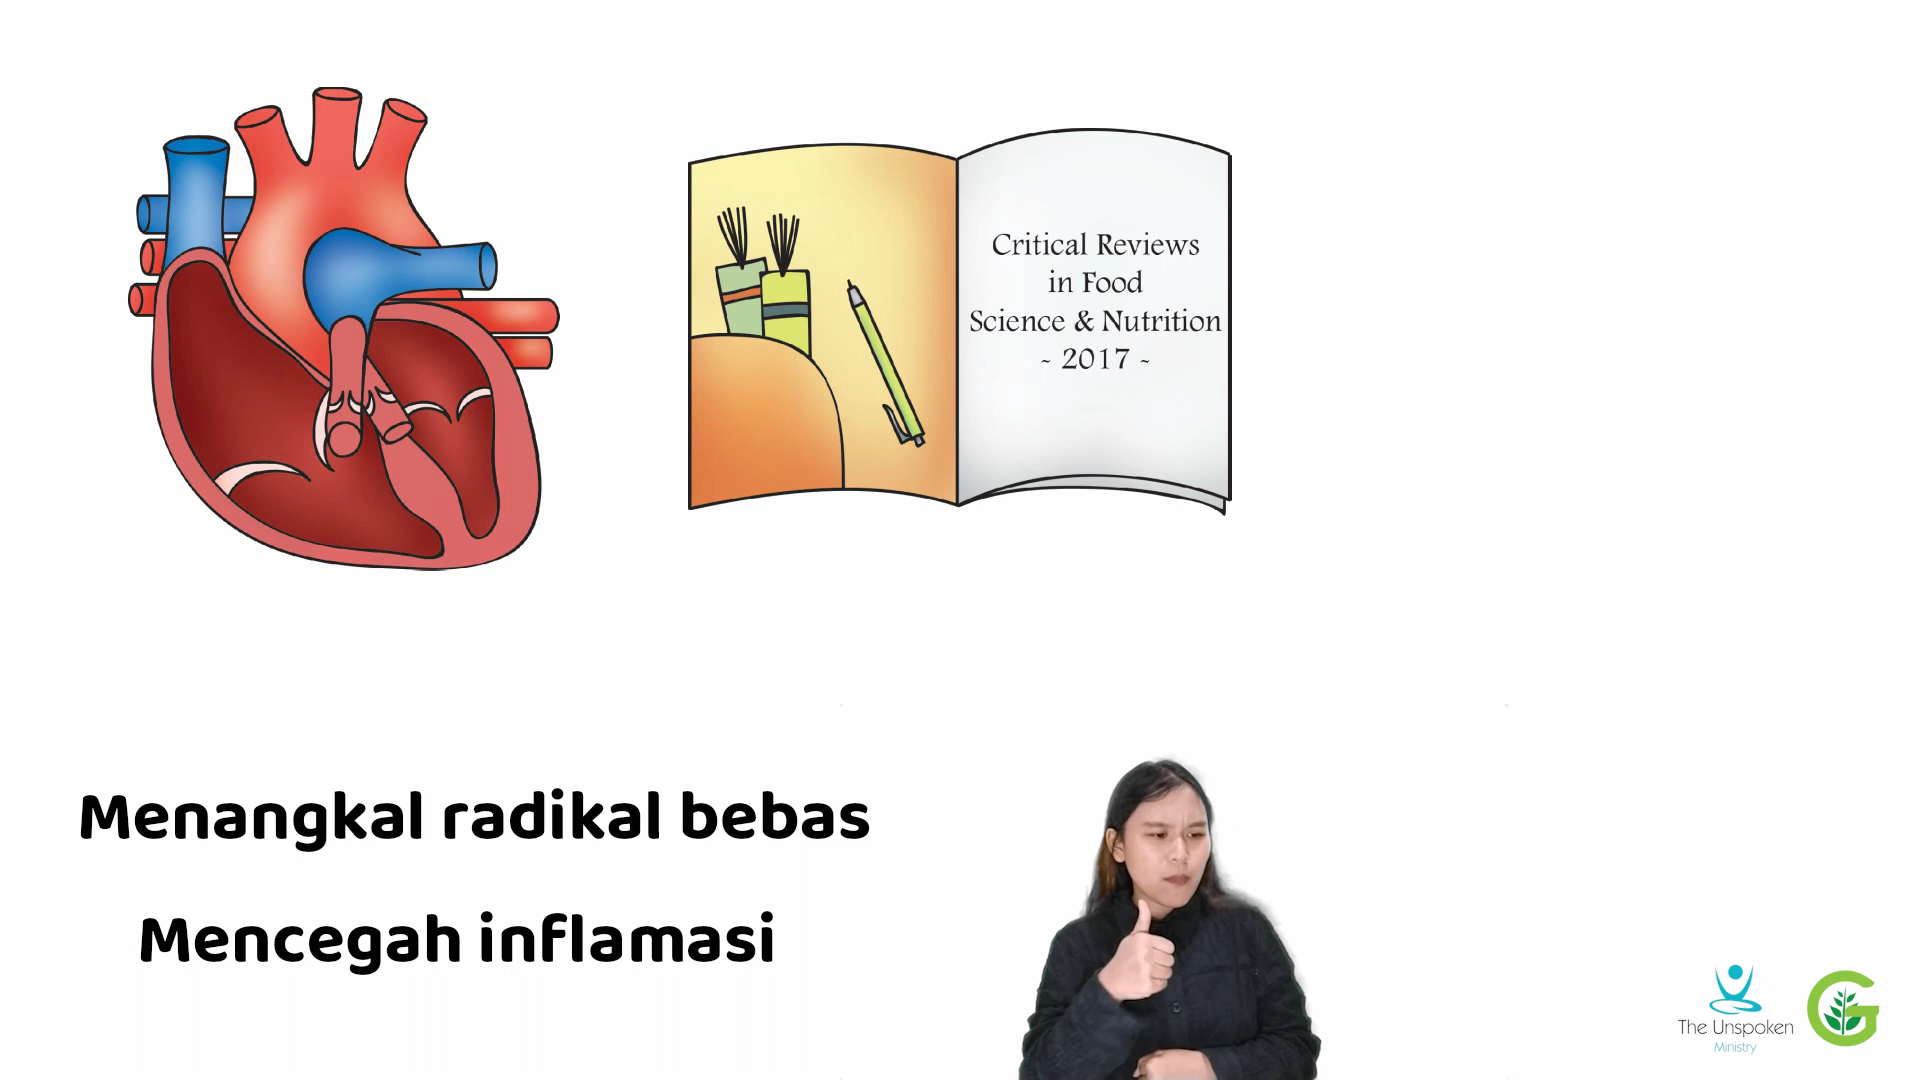 Critical Reviews
in Food
Science & Nutrition
~ 2017 ~
Menangkal radikal bebas
Mencegah inflamasi
The Unspoken
Ministry
G